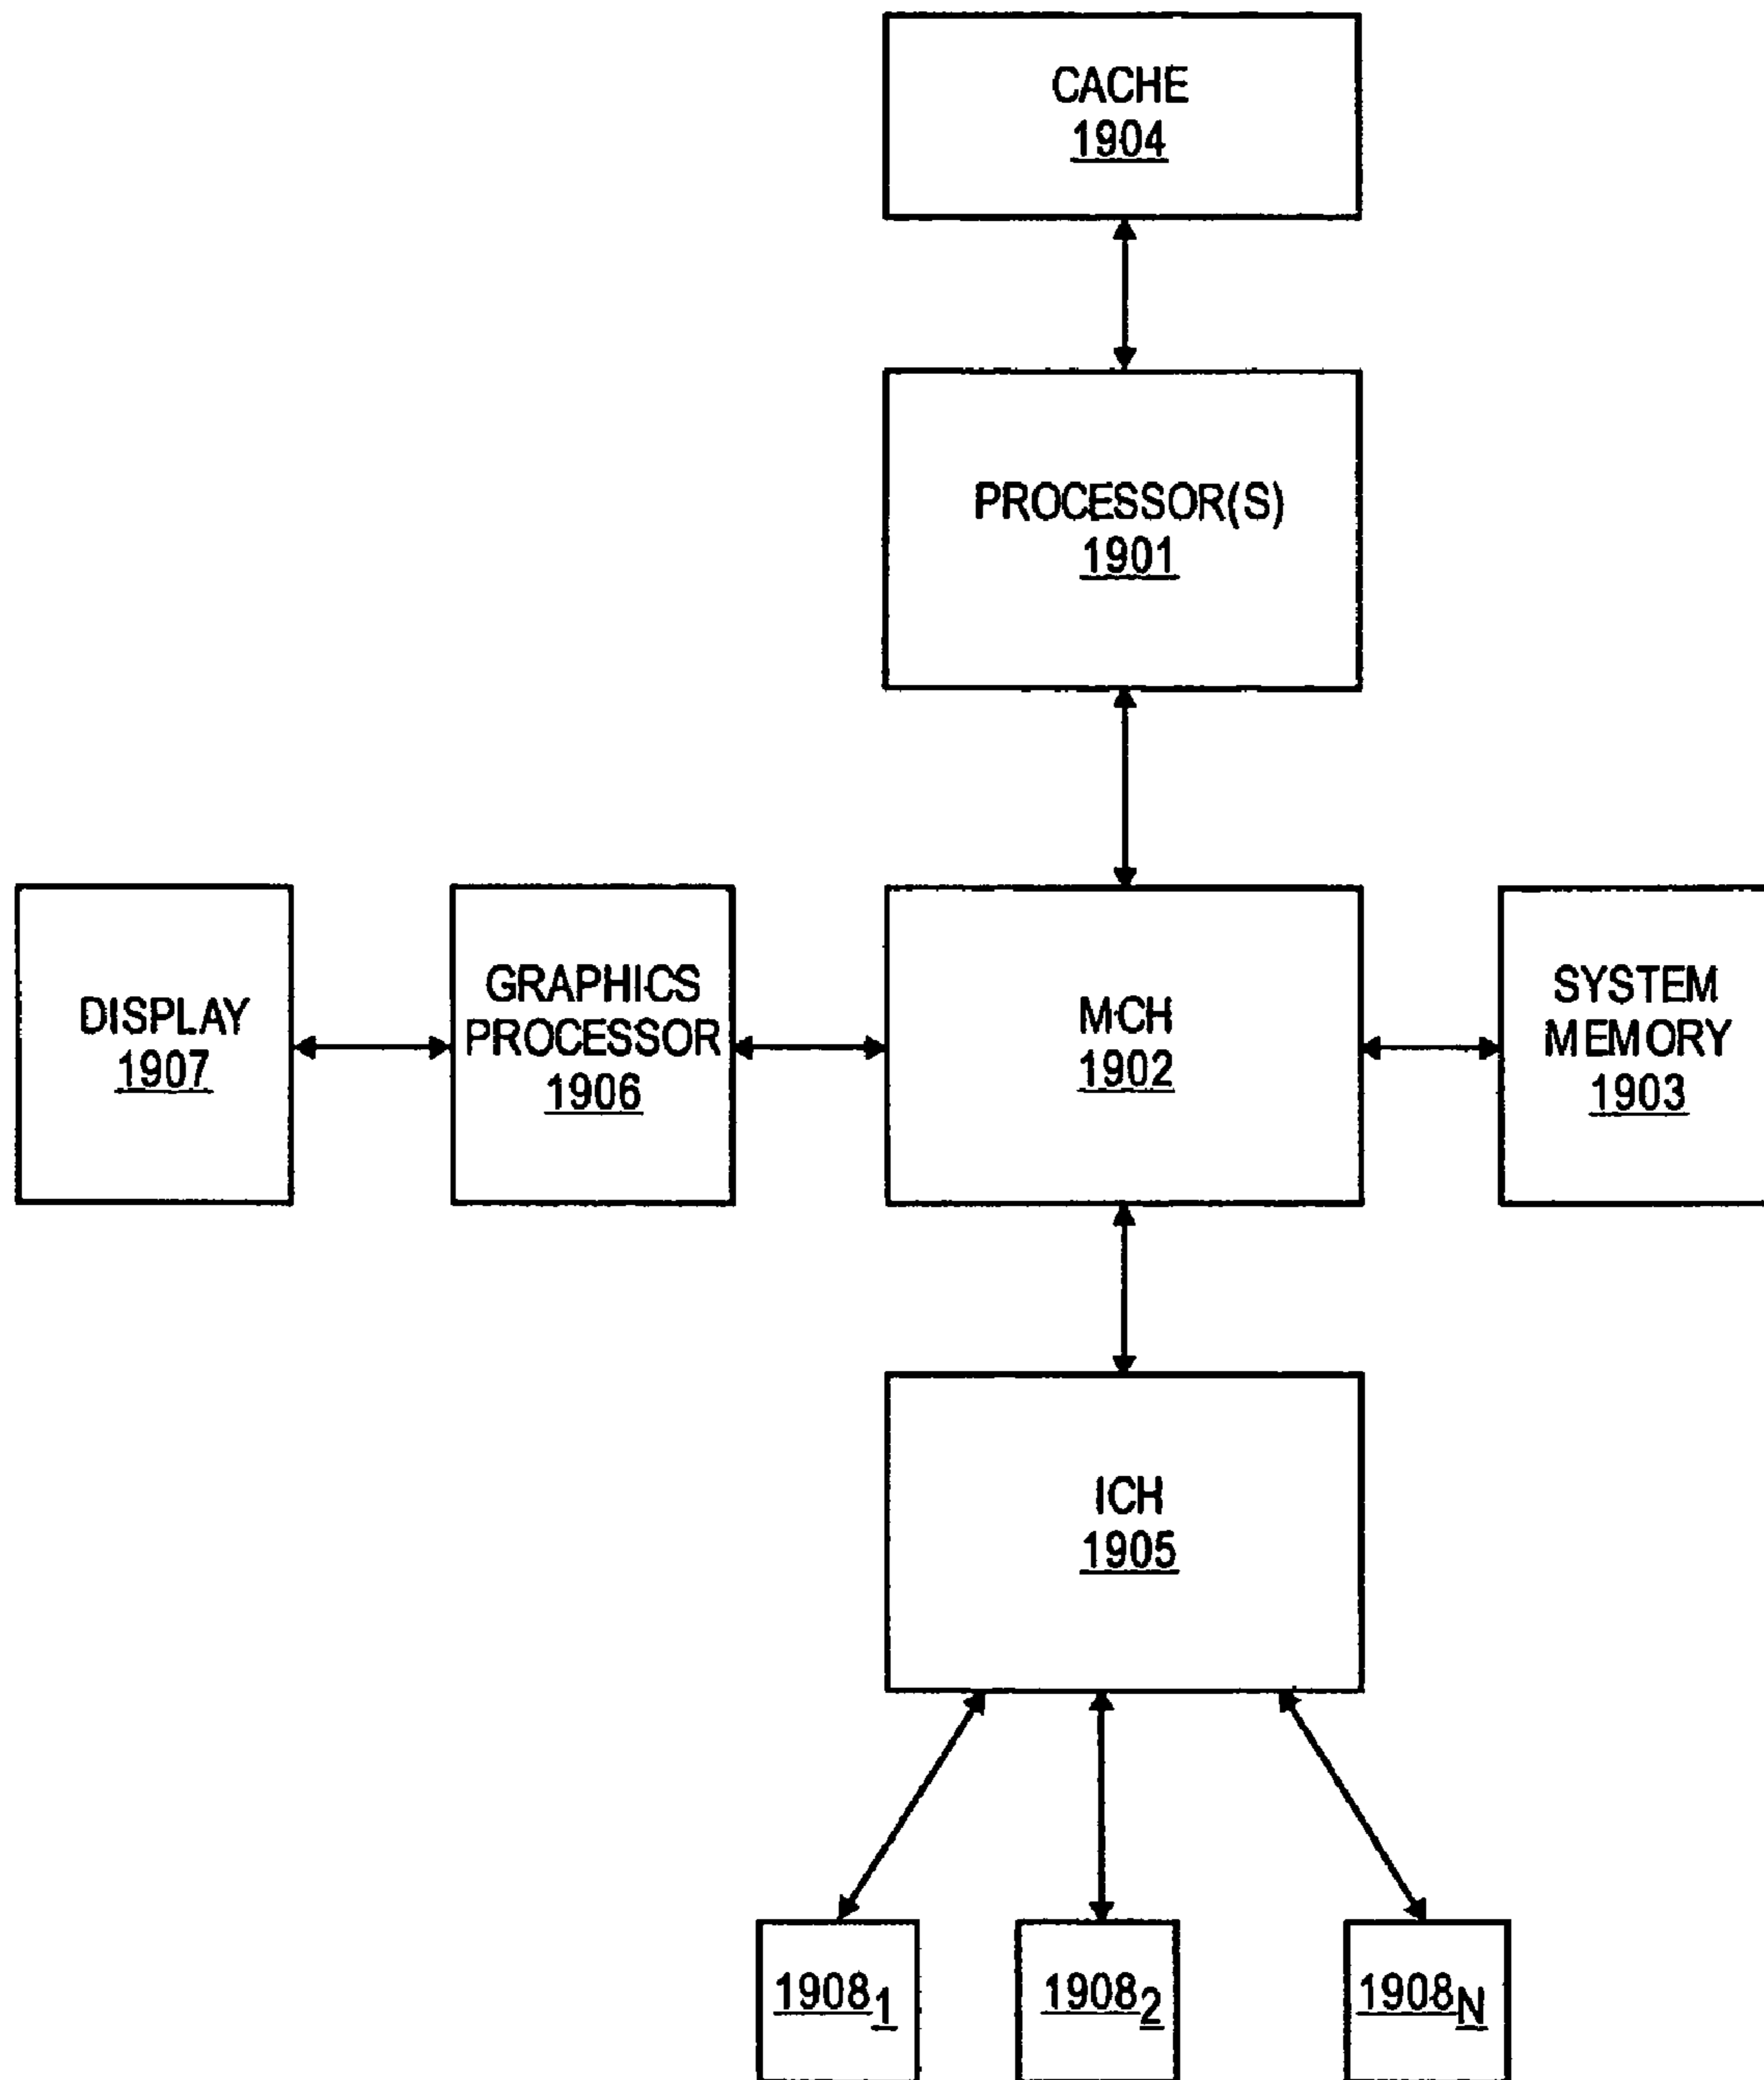 CACHE
1904
PROCESSOR(S)
1901
DISPLAY
1907
GRAPHICS
PROCESSOR
1906
MCH
1902
SYSTEM
MEMORY
1903
ICH
1905
1908₁
1908₂
1908N